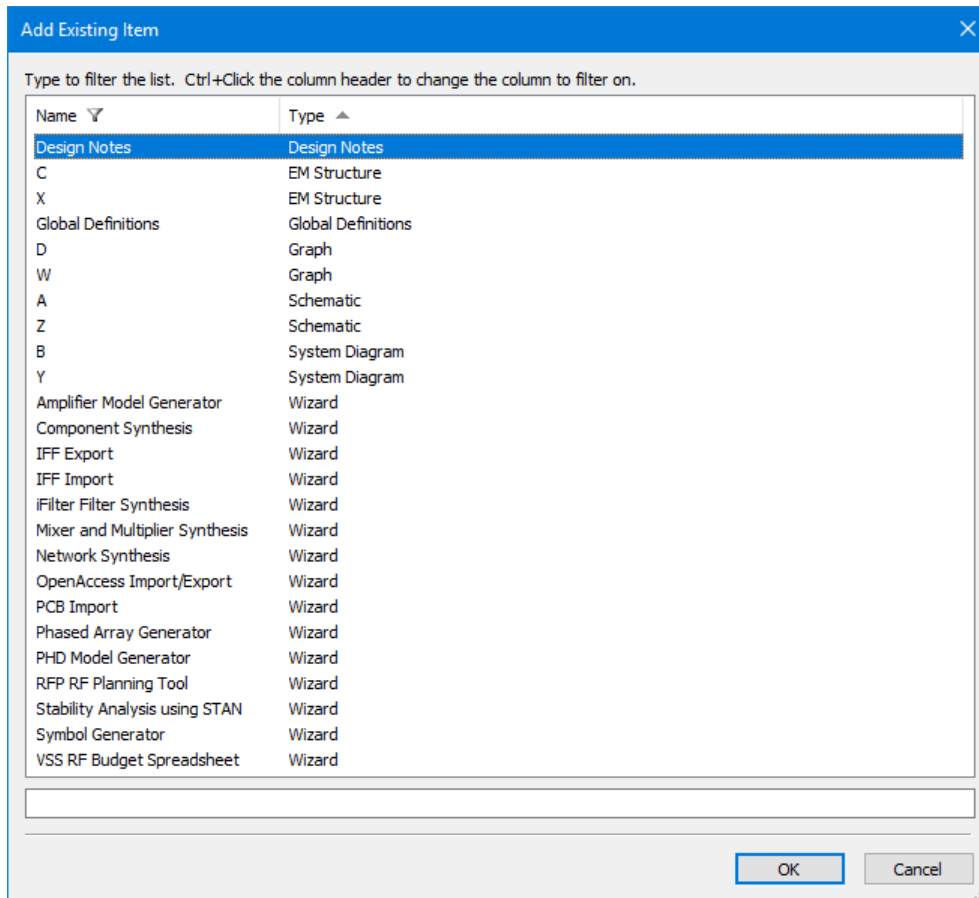 Add Existing Item
Type to filter the list.  Ctrl+Click the column header to change the column to filter on.
Name Type
Design Notes Design Notes
C EM Structure
X EM Structure
Global Definitions Global Definitions
D Graph
W Graph
A Schematic
Z Schematic
B System Diagram
Y System Diagram
Amplifier Model Generator Wizard
Component Synthesis Wizard
IFF Export Wizard
IFF Import Wizard
iFilter Filter Synthesis Wizard
Mixer and Multiplier Synthesis Wizard
Network Synthesis Wizard
OpenAccess Import/Export Wizard
PCB Import Wizard
Phased Array Generator Wizard
PHD Model Generator Wizard
RFP RF Planning Tool Wizard
Stability Analysis using STAN Wizard
Symbol Generator Wizard
VSS RF Budget Spreadsheet Wizard
OK Cancel